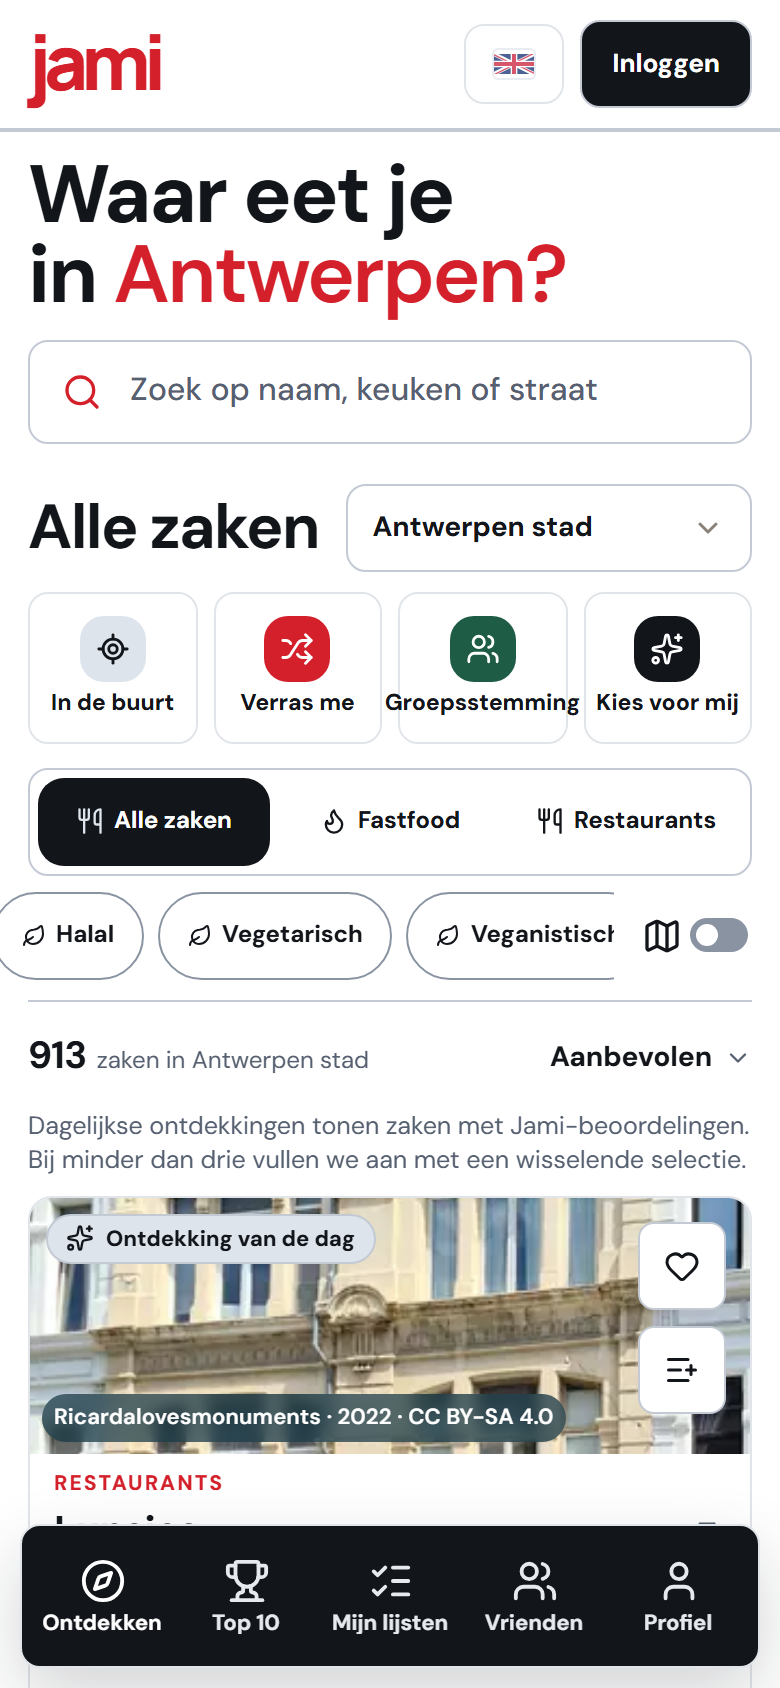 jami
Inloggen
Waar eet je
in Antwerpen?
Zoek op naam, keuken of straat
Alle zaken
Antwerpen stad
In de buurt
Verras me
Groepsstemming
Kies voor mij
Alle zaken
Fastfood
Restaurants
Halal
Vegetarisch
Veganistisch
913 zaken in Antwerpen stad
Aanbevolen
Dagelijkse ontdekkingen tonen zaken met Jami-beoordelingen.
Bij minder dan drie vullen we aan met een wisselende selectie.
Ontdekking van de dag
Ricardalovesmonuments · 2022 · CC BY-SA 4.0
RESTAURANTS
Ontdekken
Top 10
Mijn lijsten
Vrienden
Profiel